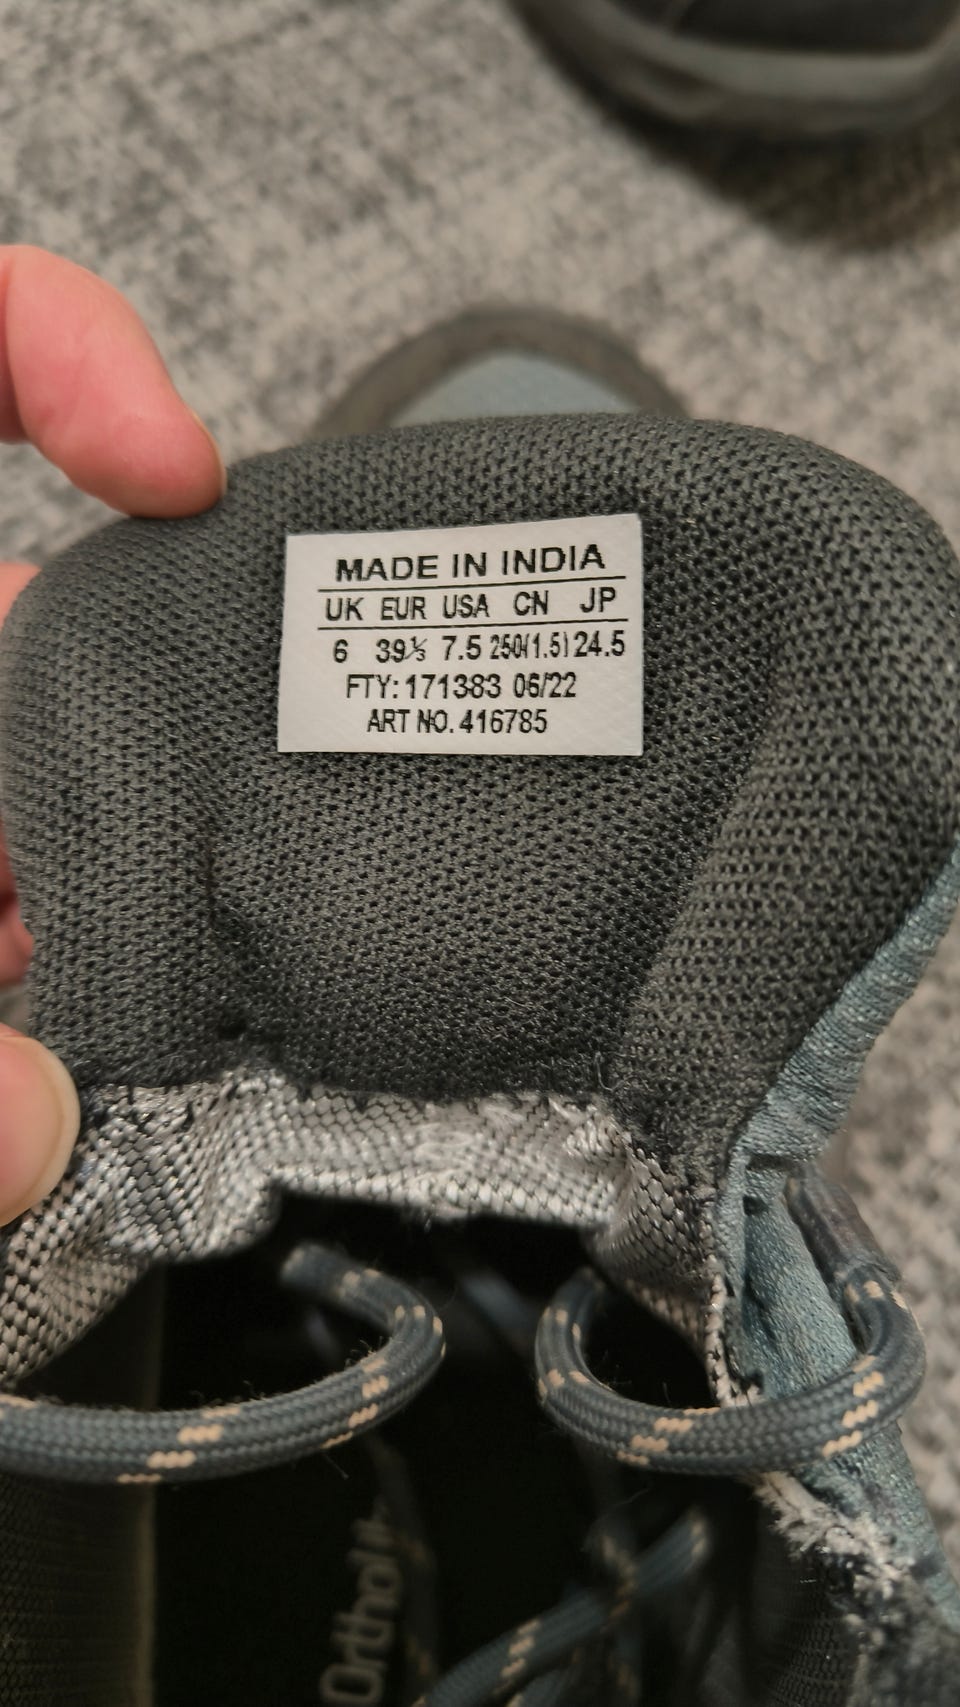 MADE IN INDIA
UK EUR USA CN JP
6 39⅓ 7.5 250(1.5) 24.5
FTY: 171383 06/22
ART NO. 416785